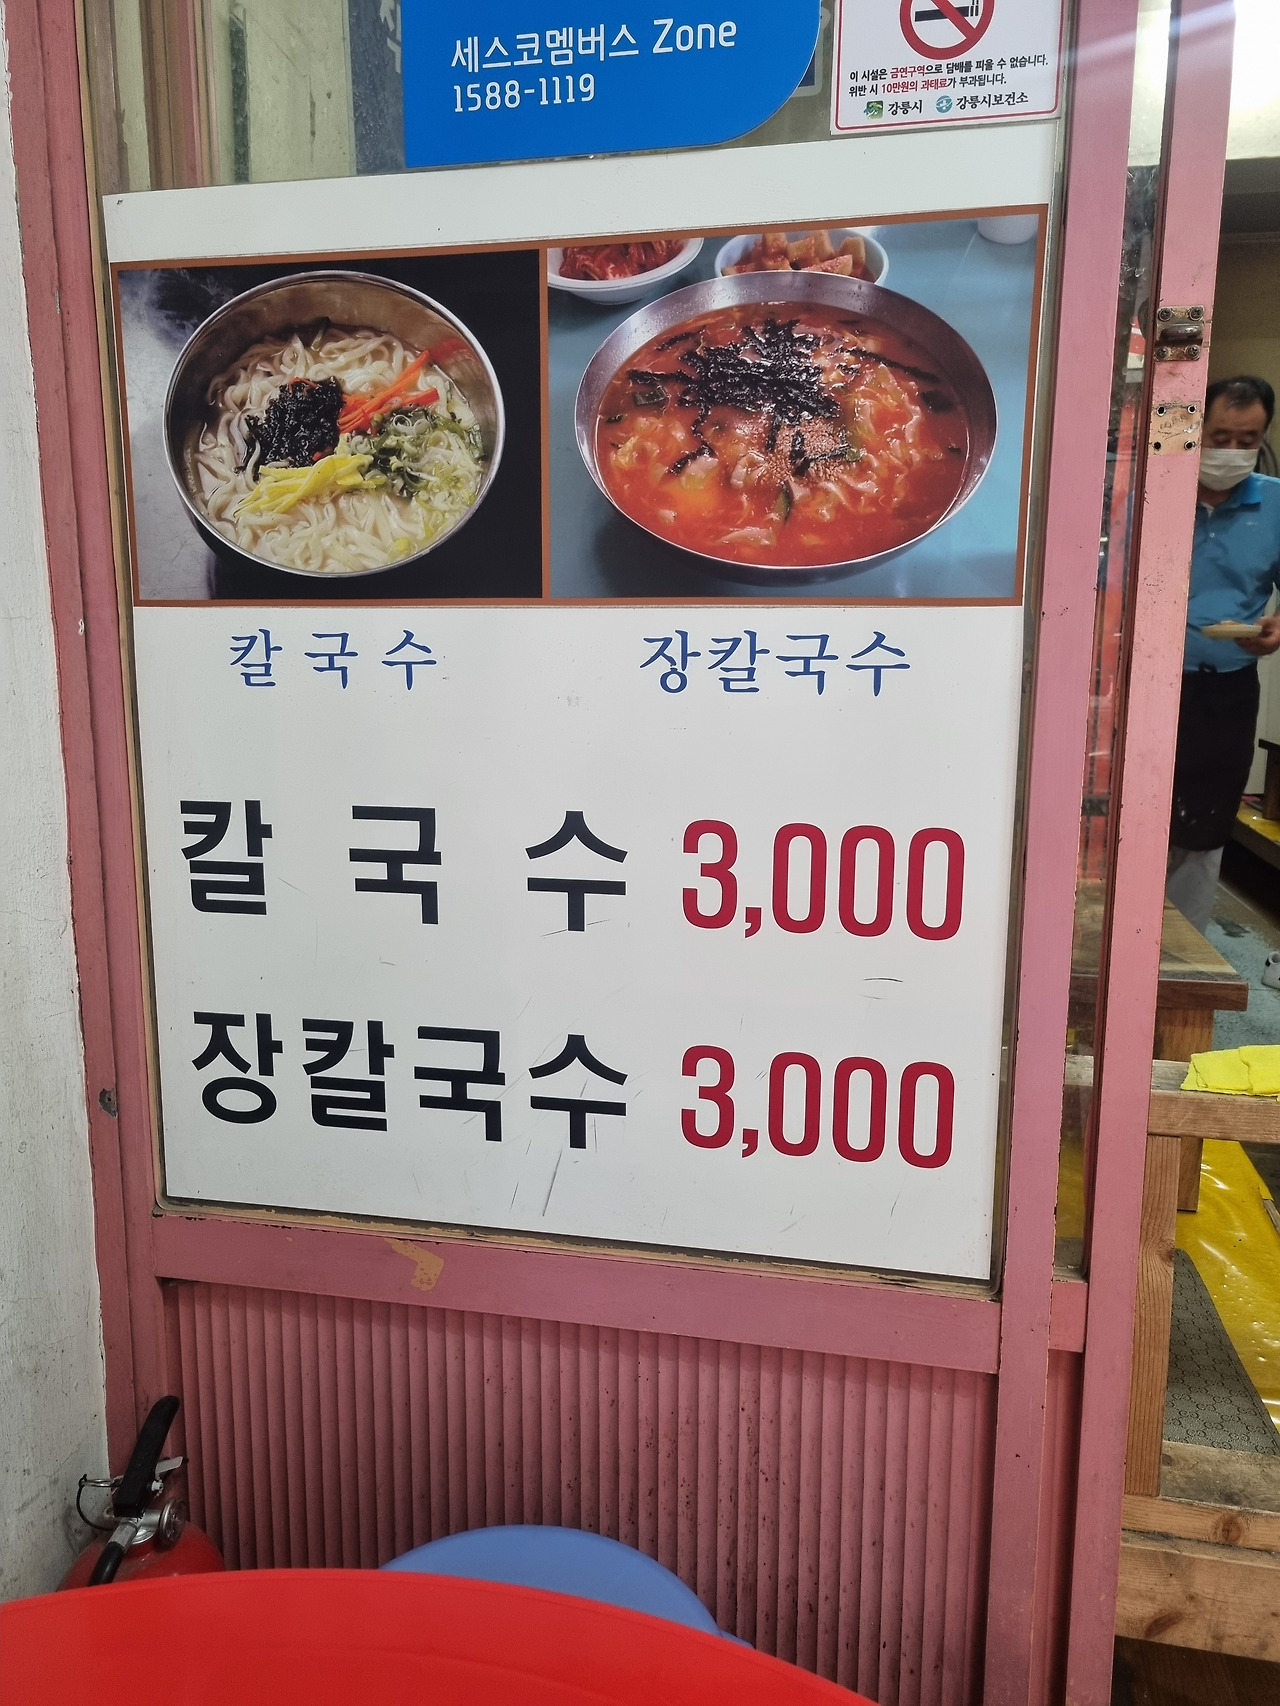 세스코멤버스 Zone
1588-1119
이 시설은 금연구역으로 담배를 피울 수 없습니다.
위반 시 10만원의 과태료가 부과됩니다.
강릉시 강릉시보건소
칼국수 장칼국수
칼국수 3,000
장칼국수 3,000